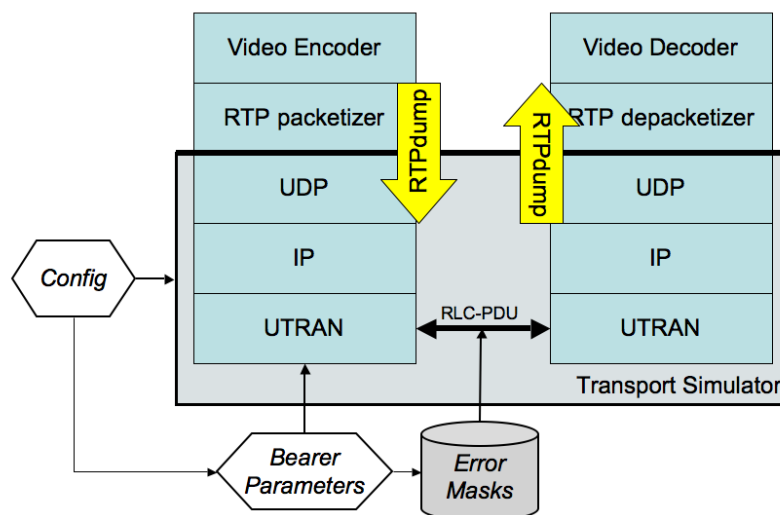 Video Encoder
Video Decoder
RTP packetizer
RTPdump
RTPdump
RTP depacketizer
UDP
UDP
IP
IP
Config
UTRAN
RLC-PDU
UTRAN
Transport Simulator
Bearer
Parameters
Error
Masks